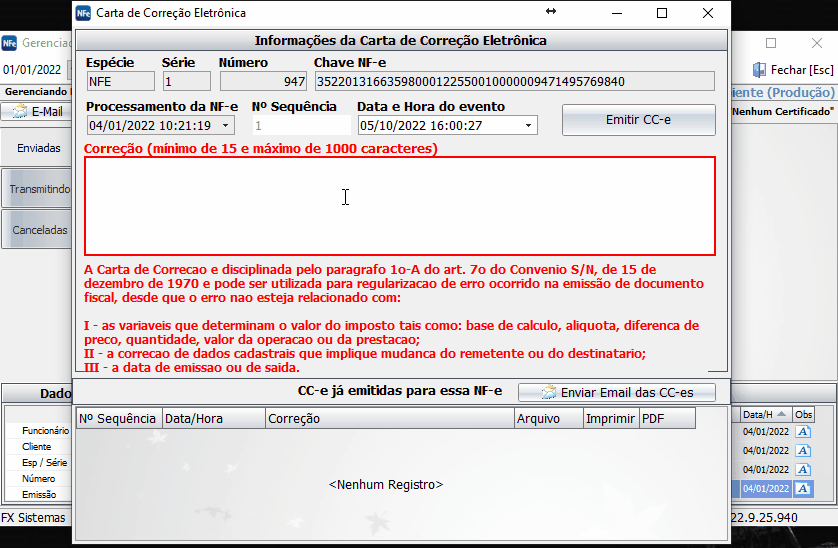 NFe Carta de Correção Eletrônica
NFe Gerenciad
Informações da Carta de Correção Eletrônica
Espécie Série Número Chave NF-e
NFE 1 947 35220131663598000122550010000009471495769840
Processamento da NF-e Nº Sequência Data e Hora do evento
04/01/2022 10:21:19 1 05/10/2022 16:00:27 Emitir CC-e
Correção (mínimo de 15 e máximo de 1000 caracteres)
A Carta de Correcao e disciplinada pelo paragrafo 1o-A do art. 7o do Convenio S/N, de 15 de
dezembro de 1970 e pode ser utilizada para regularizacao de erro ocorrido na emissão de documento
fiscal, desde que o erro nao esteja relacionado com:
I - as variaveis que determinam o valor do imposto tais como: base de calculo, aliquota, diferenca de
preco, quantidade, valor da operacao ou da prestacao;
II - a correcao de dados cadastrais que implique mudanca do remetente ou do destinatario;
III - a data de emissao ou de saida.
CC-e já emitidas para essa NF-e Enviar Email das CC-es
Nº Sequência Data/Hora Correção Arquivo Imprimir PDF
<Nenhum Registro>
01/01/2022
Gerenciando
E-Mail
Enviadas
Transmitindo
Canceladas
Dado
Funcionário
Cliente
Esp / Série
Número
Emissão
FX Sistemas
Fechar [Esc]
iente (Produção)
Nenhum Certificado"
Data/H Obs
04/01/2022 A
04/01/2022 A
04/01/2022 A
04/01/2022 A
22.9.25.940